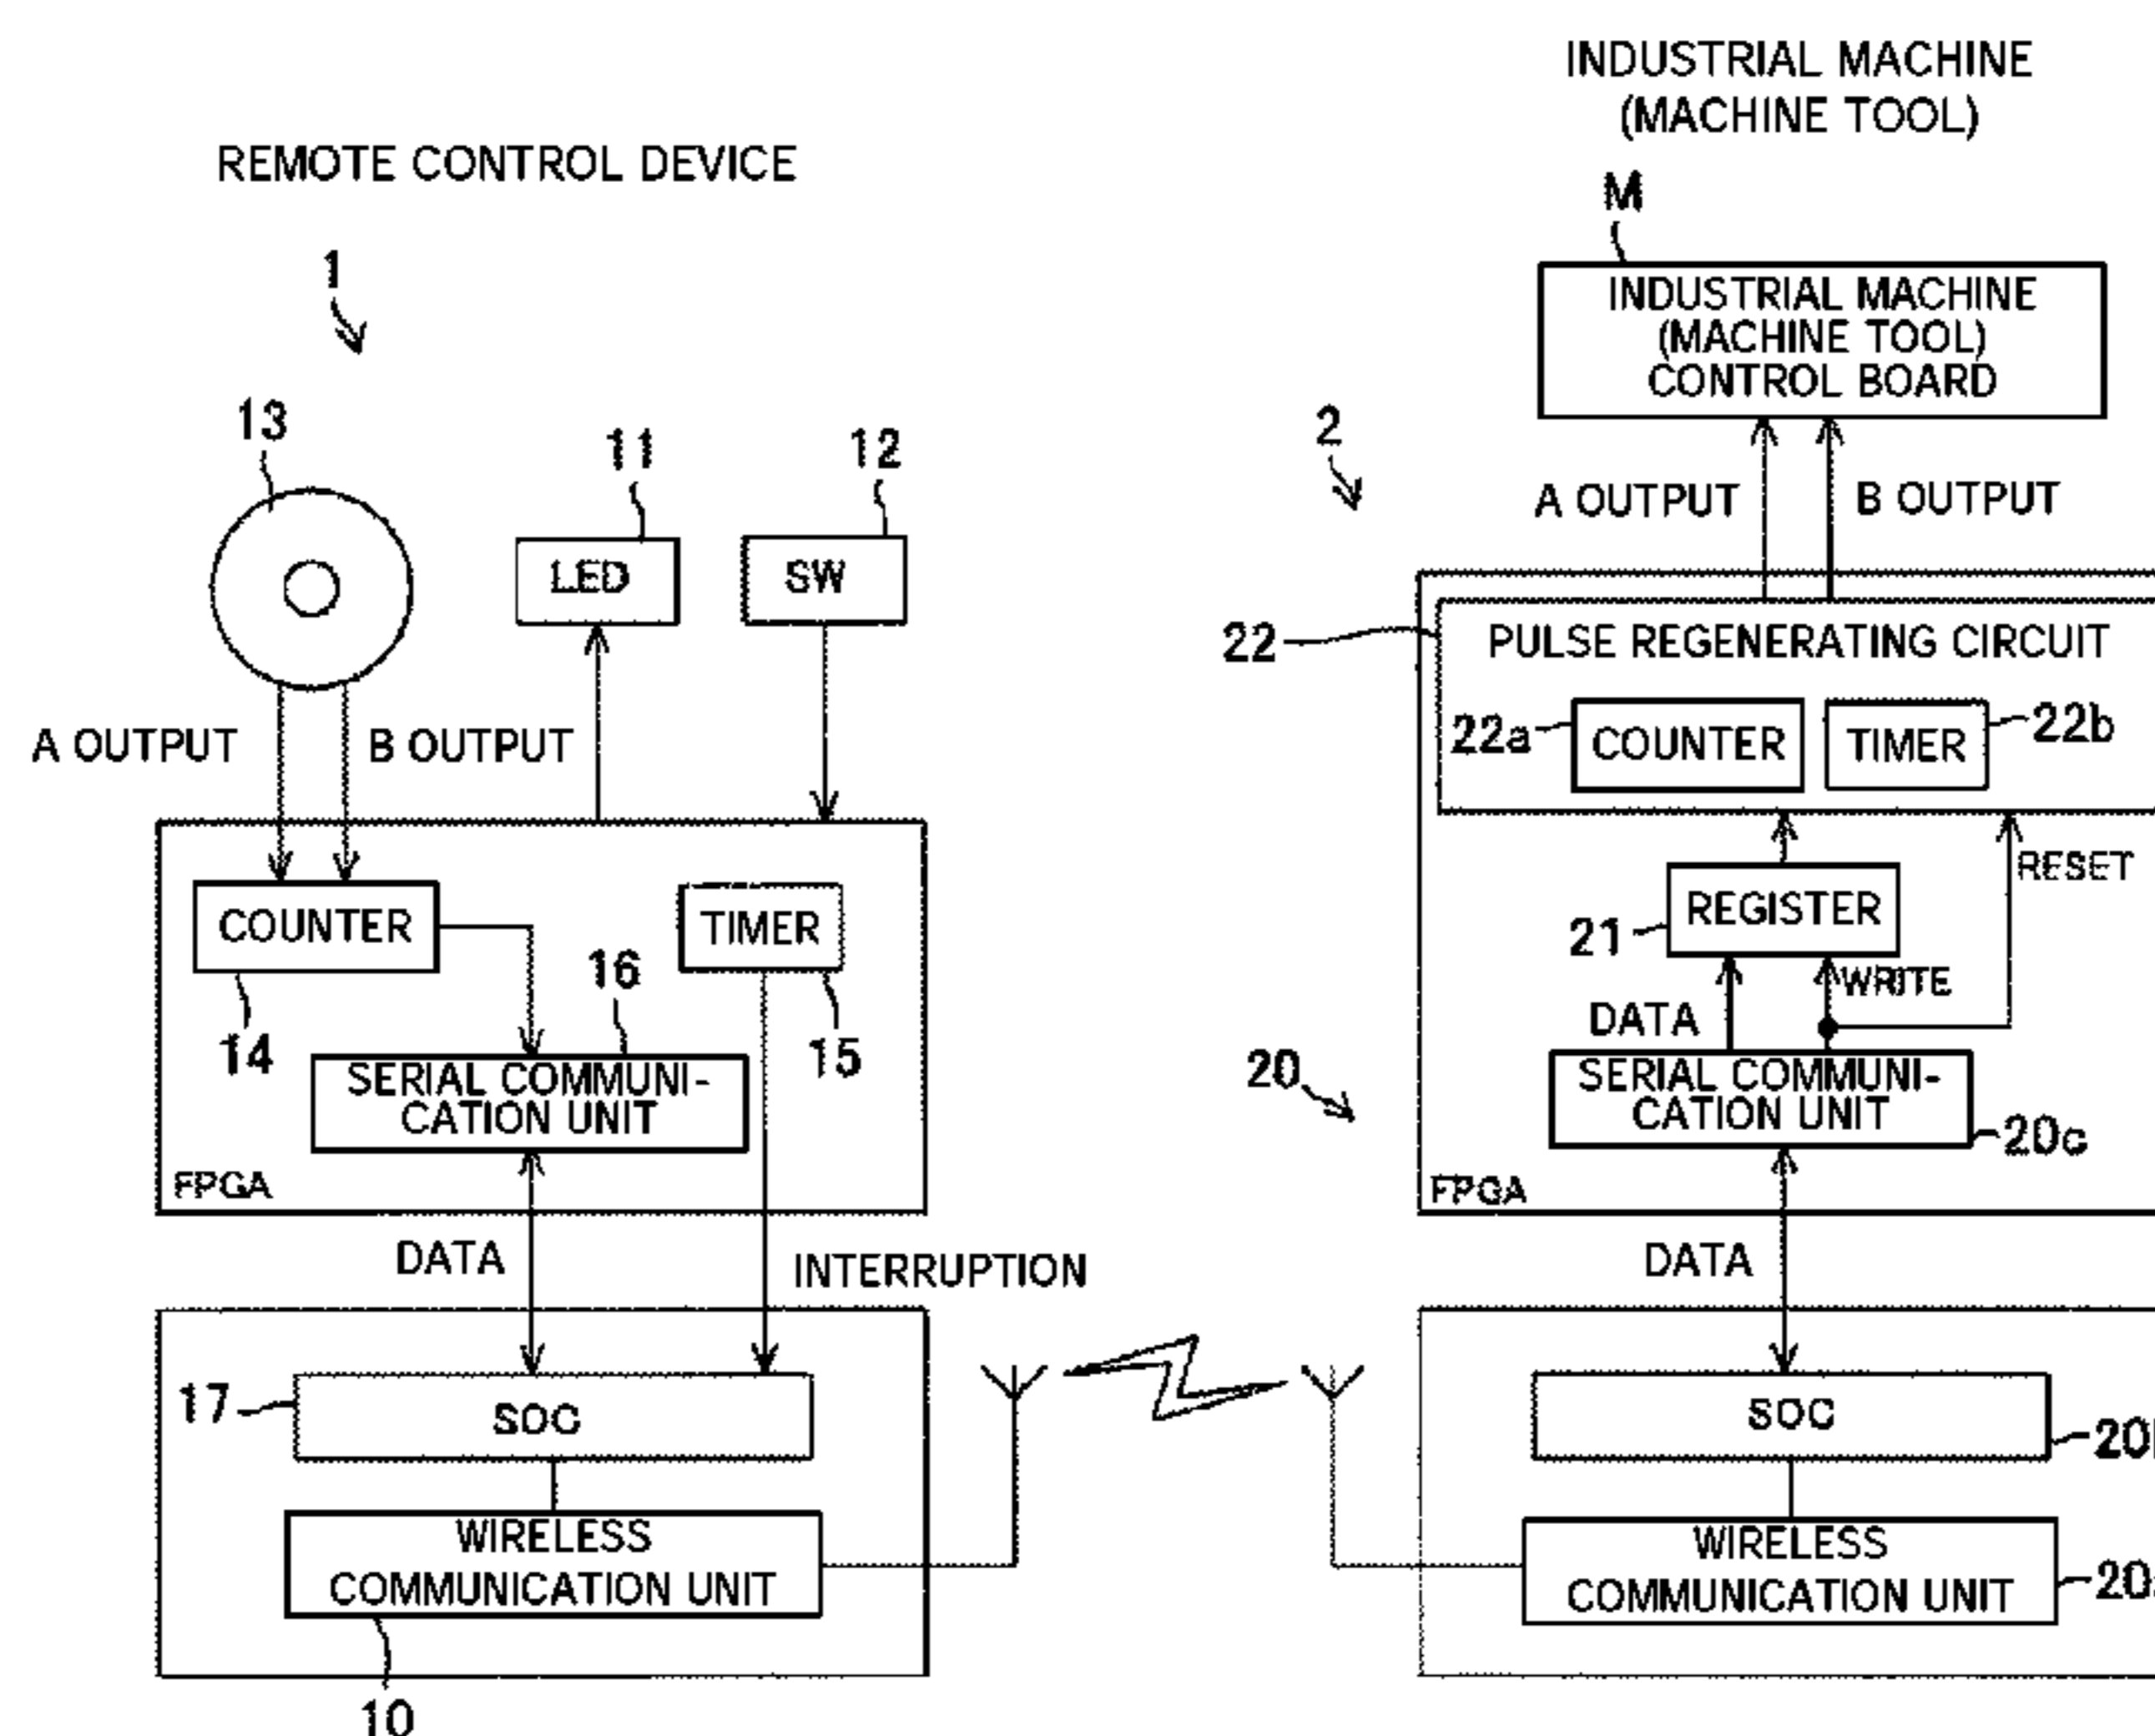 INDUSTRIAL MACHINE
(MACHINE TOOL)
REMOTE CONTROL DEVICE
M
1
INDUSTRIAL MACHINE
(MACHINE TOOL)
CONTROL BOARD
13
11
12
2
A OUTPUT
B OUTPUT
LED
SW
22
PULSE REGENERATING CIRCUIT
A OUTPUT
B OUTPUT
22a
COUNTER
TIMER
22b
RESET
COUNTER
TIMER
REGISTER
21
16
WRITE
DATA
14
15
20
SERIAL COMMUNI-
CATION UNIT
SERIAL COMMUNI-
CATION UNIT
20c
FPGA
FPGA
DATA
INTERRUPTION
DATA
17
SOC
SOC
WIRELESS
COMMUNICATION UNIT
WIRELESS
COMMUNICATION UNIT
10